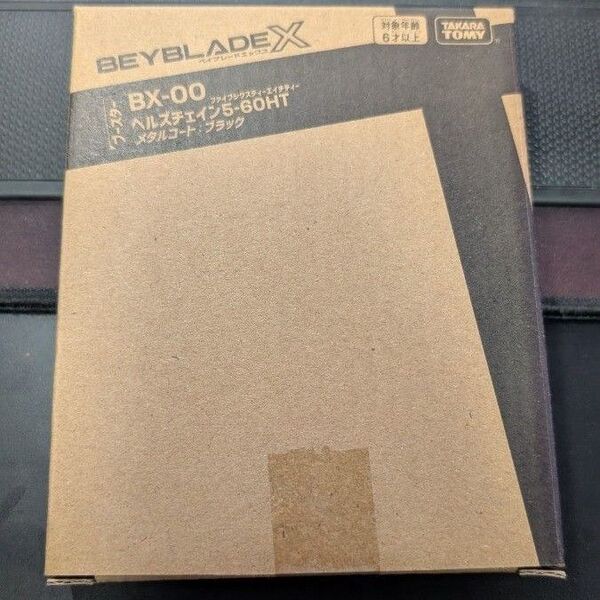 BEYBLADE X
ベイブレードエックス
対象年齢
6才以上
TAKARA
TOMY
ブースター
BX-00
ファイブシクスティーエイチティー
ヘルズチェイン5-60HT
メタルコート:ブラック